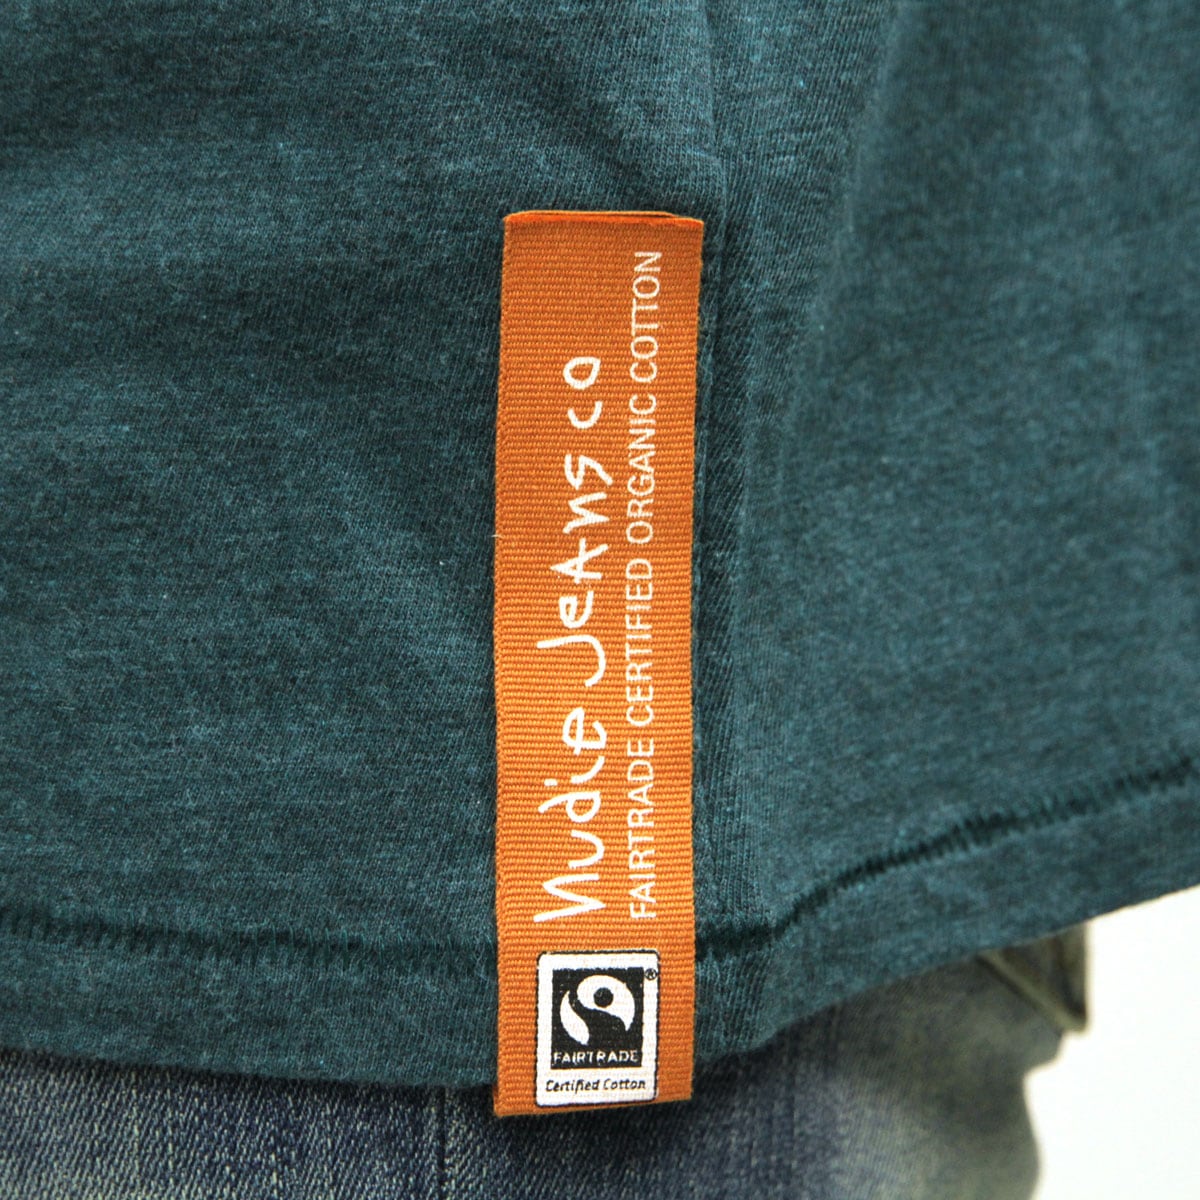 nudie Jeans co
FAIRTRADE CERTIFIED ORGANIC COTTON
®
FAIRTRADE
Certified Cotton